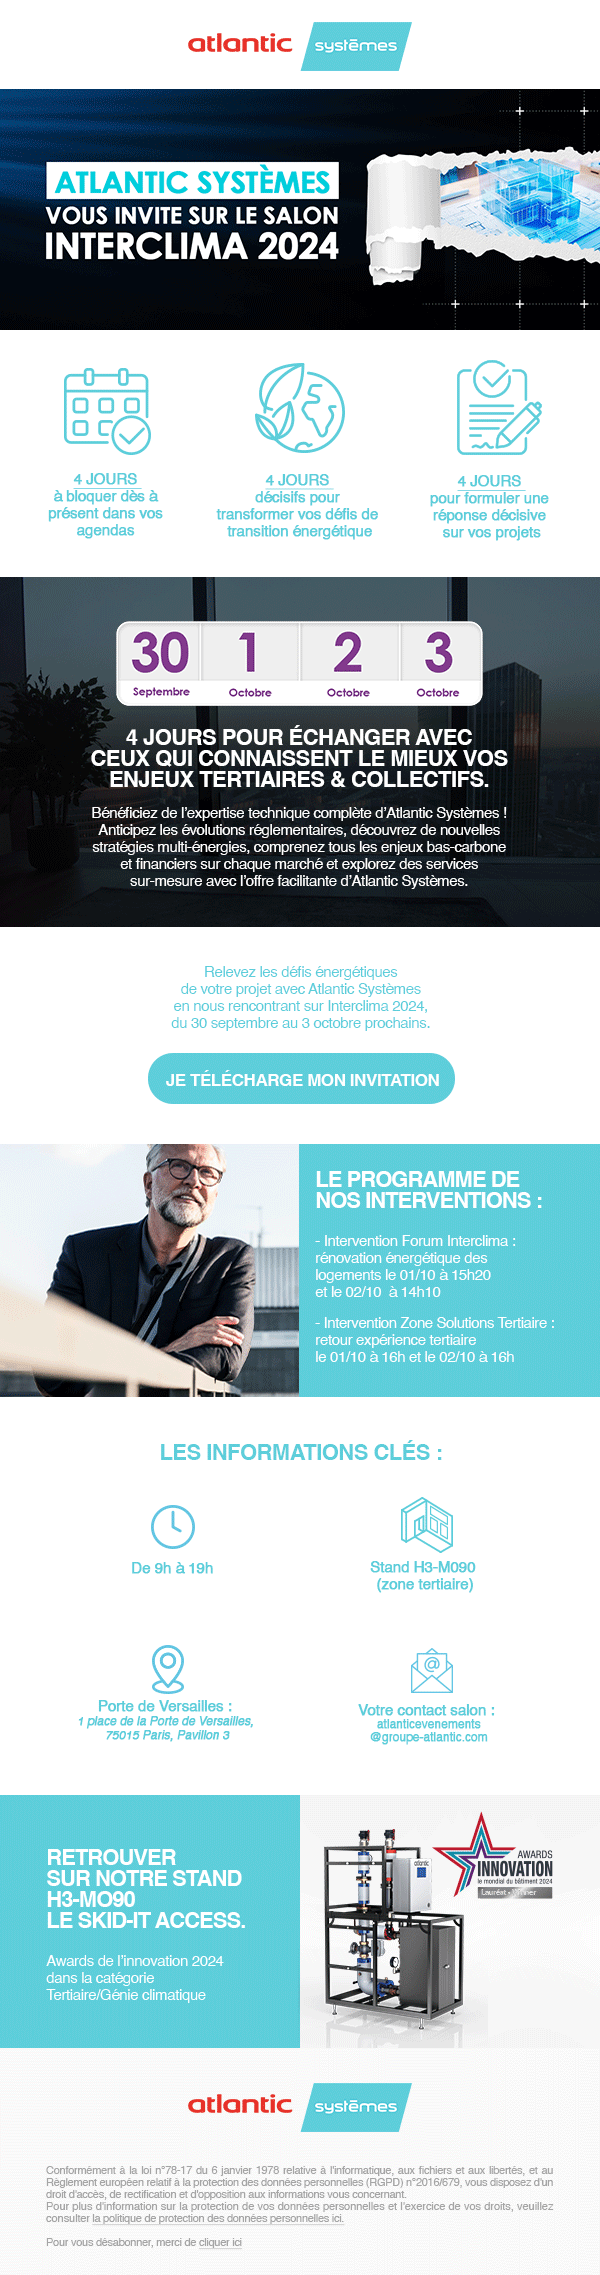 atlantic systēmes
ATLANTIC SYSTÈMES
VOUS INVITE SUR LE SALON
INTERCLIMA 2024
4 JOURS
à bloquer dès à
présent dans vos
agendas
4 JOURS
décisifs pour
transformer vos défis de
transition énergétique
4 JOURS
pour formuler une
réponse décisive
sur vos projets
30 1 2 3
Septembre Octobre Octobre Octobre
4 JOURS POUR ÉCHANGER AVEC
CEUX QUI CONNAISSENT LE MIEUX VOS
ENJEUX TERTIAIRES & COLLECTIFS.
Bénéficiez de l'expertise technique complète d'Atlantic Systèmes !
Anticipez les évolutions réglementaires, découvrez de nouvelles
stratégies multi-énergies, comprenez tous les enjeux bas-carbone
et financiers sur chaque marché et explorez des services
sur-mesure avec l'offre facilitante d'Atlantic Systèmes.
Relevez les défis énergétiques
de votre projet avec Atlantic Systèmes
en nous rencontrant sur Interclima 2024,
du 30 septembre au 3 octobre prochains.
JE TÉLÉCHARGE MON INVITATION
LE PROGRAMME DE
NOS INTERVENTIONS :
- Intervention Forum Interclima :
rénovation énergétique des
logements le 01/10 à 15h20
et le 02/10 à 14h10
- Intervention Zone Solutions Tertiaire :
retour expérience tertiaire
le 01/10 à 16h et le 02/10 à 16h
LES INFORMATIONS CLÉS :
De 9h à 19h
Stand H3-M090
(zone tertiaire)
Porte de Versailles :
1 place de la Porte de Versailles,
75015 Paris, Pavillon 3
@
Votre contact salon :
atlanticevenements
@groupe-atlantic.com
RETROUVER
SUR NOTRE STAND
H3-MO90
LE SKID-IT ACCESS.
Awards de l'innovation 2024
dans la catégorie
Tertiaire/Génie climatique
atlantic
AWARDS
INNOVATION
le mondial du bâtiment 2024
Lauréat
atlantic systēmes
Conformément à la loi n°78-17 du 6 janvier 1978 relative à l'informatique, aux fichiers et aux libertés, et au
Règlement européen relatif à la protection des données personnelles (RGPD) n°2016/679, vous disposez d'un
droit d'accès, de rectification et d'opposition aux informations vous concernant.
Pour plus d'information sur la protection de vos données personnelles et l'exercice de vos droits, veuillez
consulter la politique de protection des données personnelles ici.
Pour vous désabonner, merci de cliquer ici